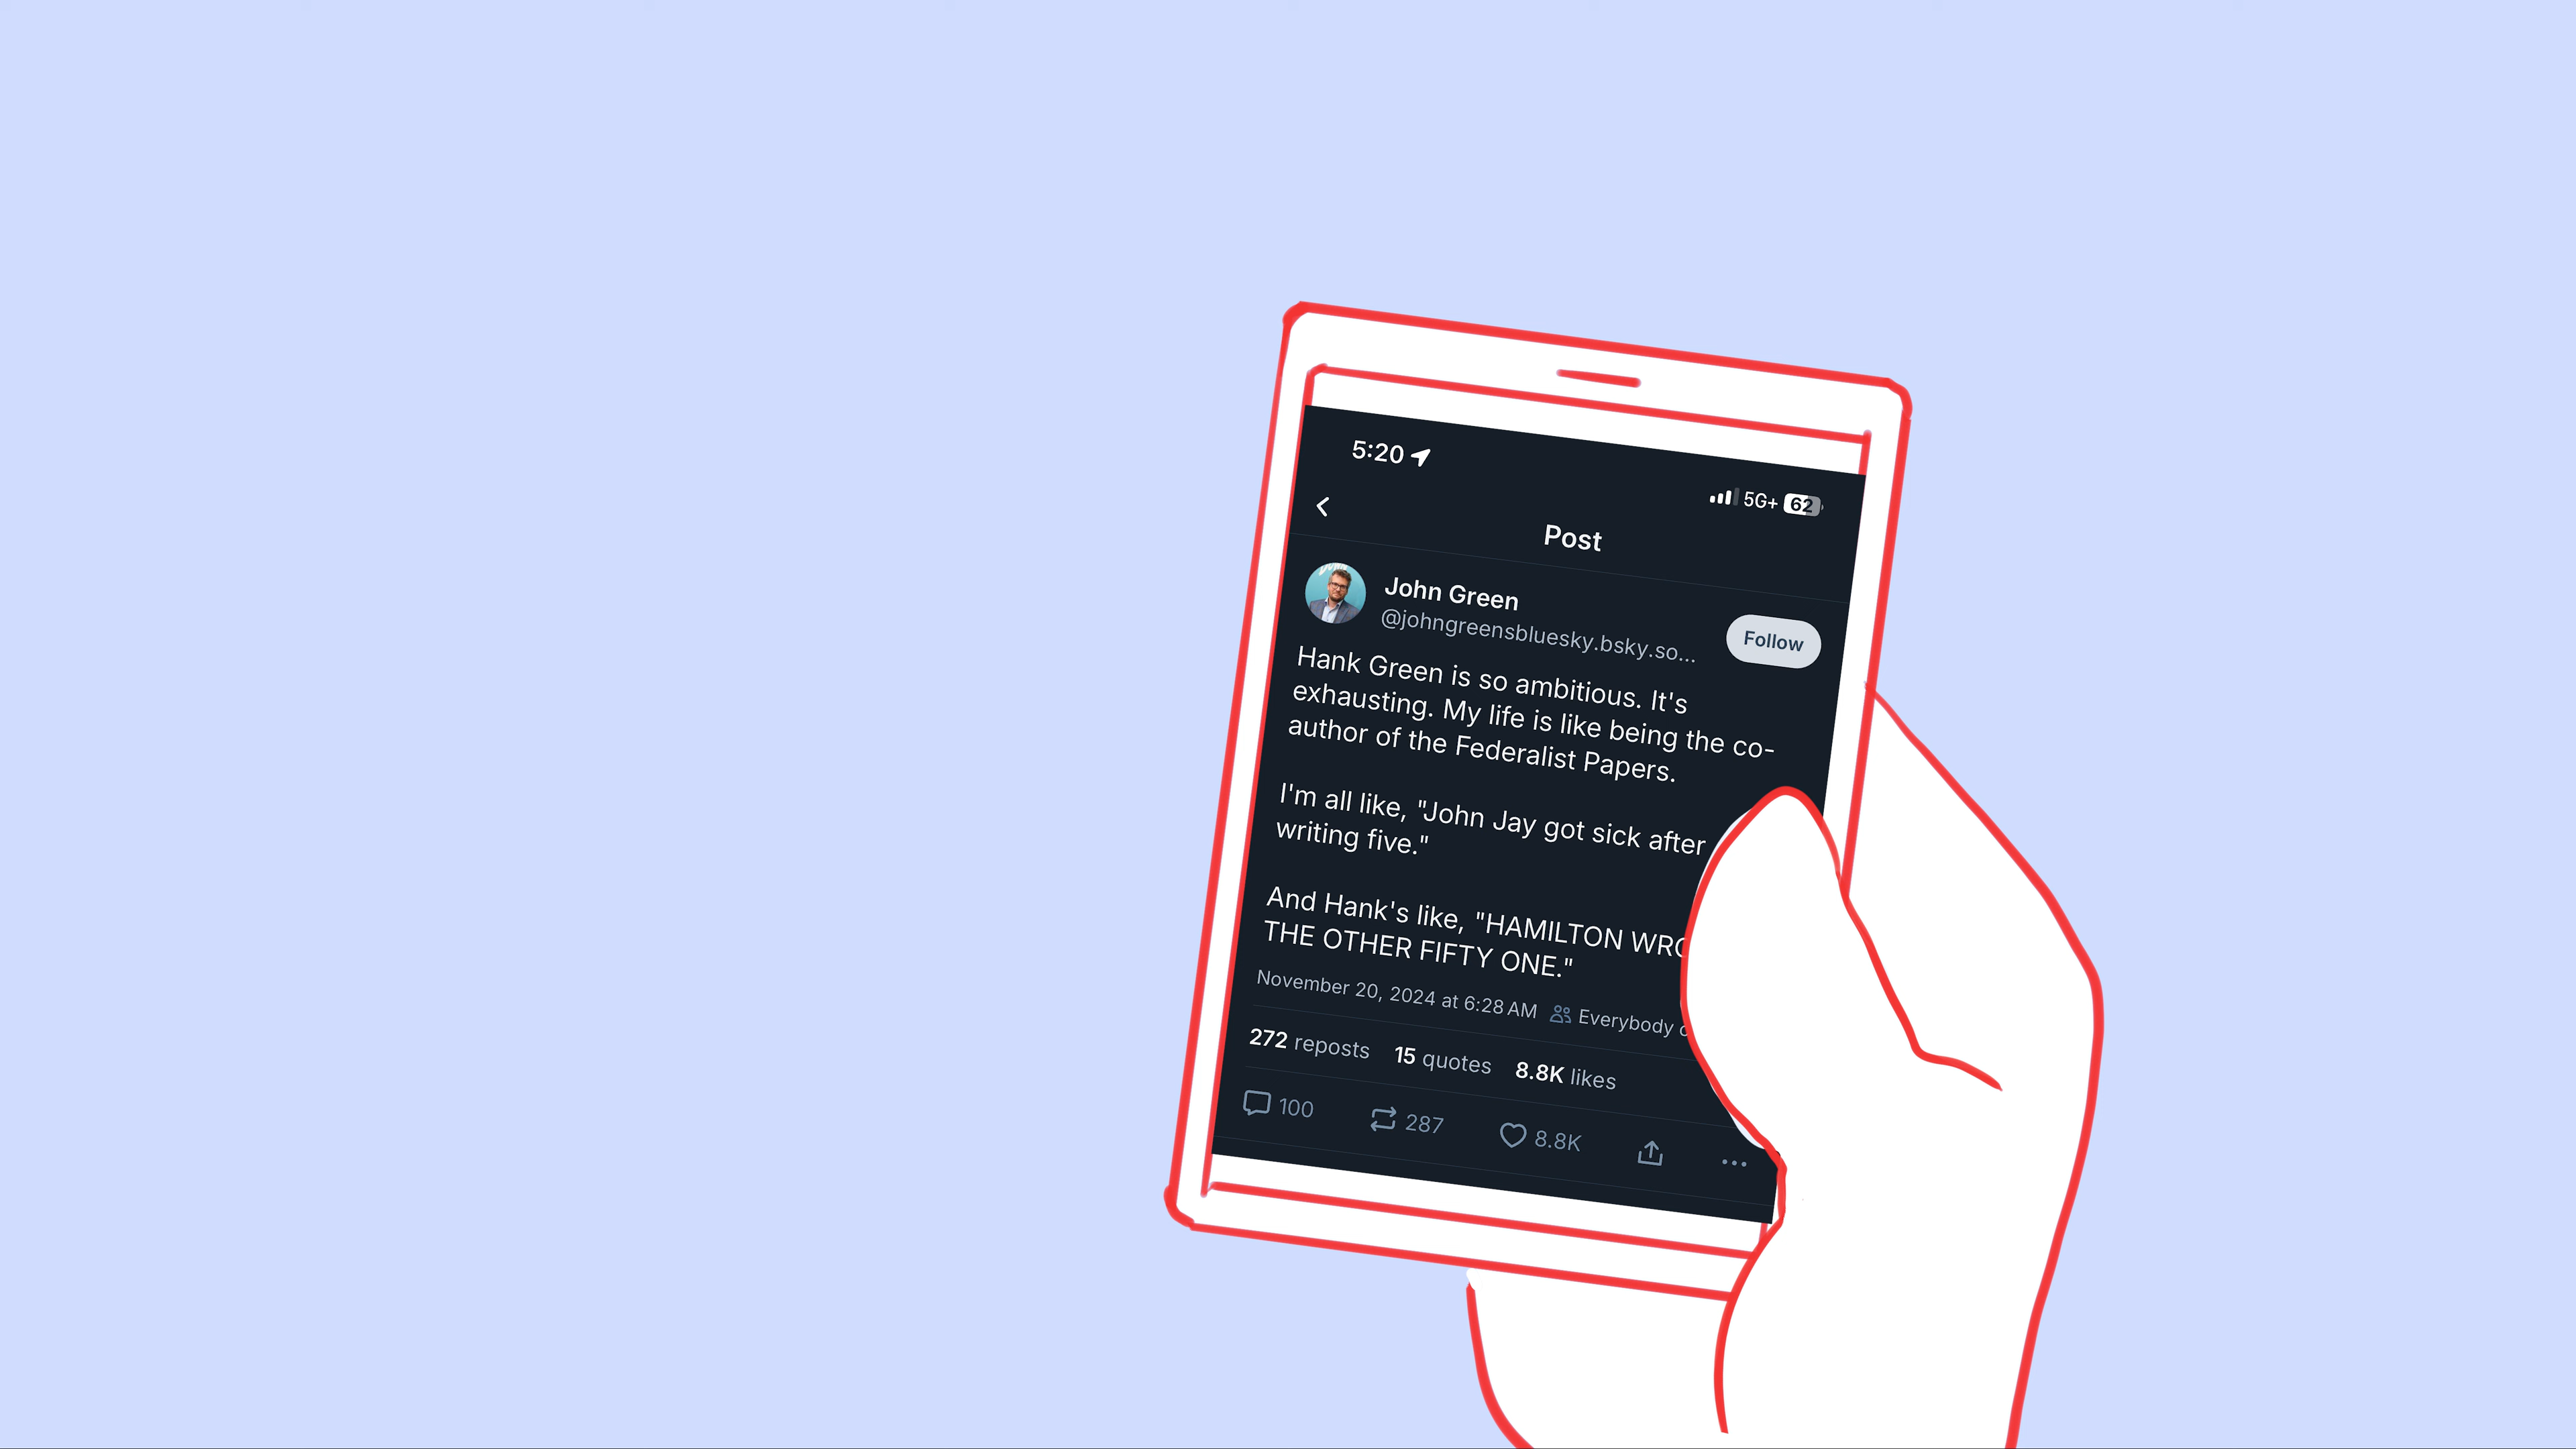 5:20
5G+ 62
Post
John Green
@johngreensbluesky.bsky.so...
Follow
Hank Green is so ambitious. It's
exhausting. My life is like being the co-
author of the Federalist Papers.
I'm all like, "John Jay got sick after
writing five."
And Hank's like, "HAMILTON WRO
THE OTHER FIFTY ONE."
November 20, 2024 at 6:28 AM Everybody c
272 reposts 15 quotes 8.8K likes
100 287 8.8K